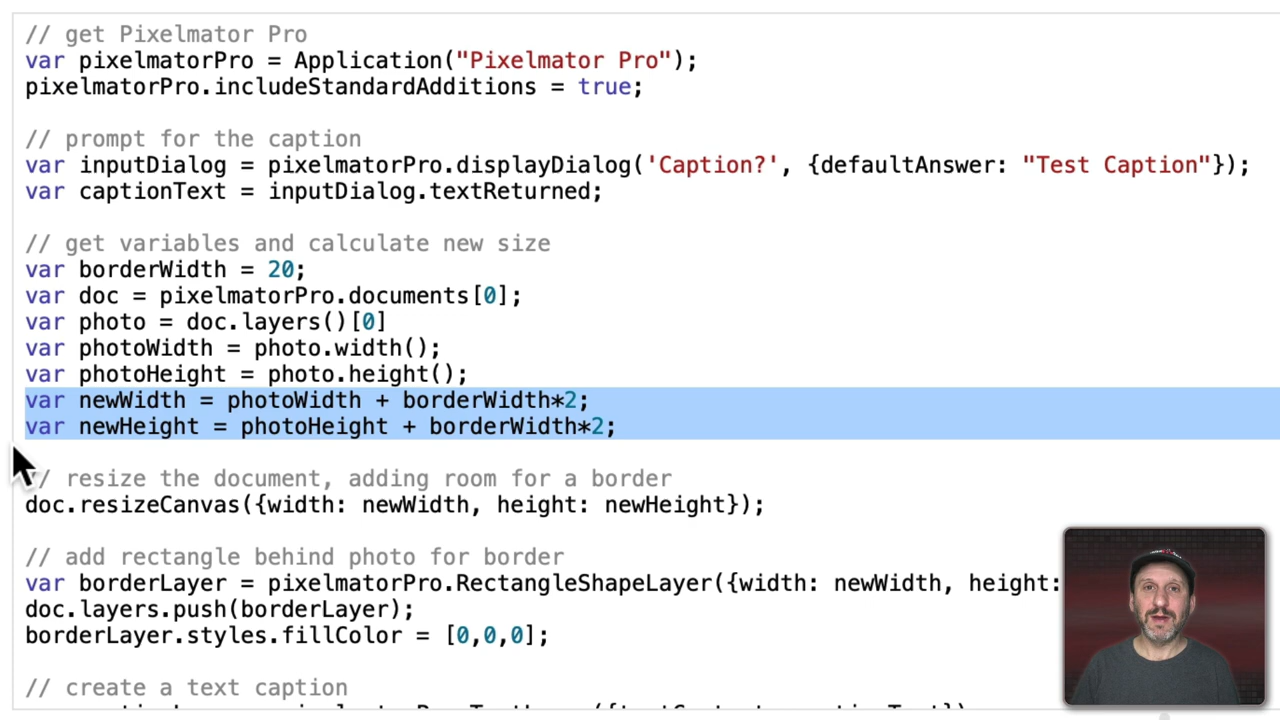 // get Pixelmator Pro
var pixelmatorPro = Application("Pixelmator Pro");
pixelmatorPro.includeStandardAdditions = true;
// prompt for the caption
var inputDialog = pixelmatorPro.displayDialog('Caption?', {defaultAnswer: "Test Caption"});
var captionText = inputDialog.textReturned;
// get variables and calculate new size
var borderWidth = 20;
var doc = pixelmatorPro.documents[0];
var photo = doc.layers()[0]
var photoWidth = photo.width();
var photoHeight = photo.height();
var newWidth = photoWidth + borderWidth*2;
var newHeight = photoHeight + borderWidth*2;
// resize the document, adding room for a border
doc.resizeCanvas({width: newWidth, height: newHeight});
// add rectangle behind photo for border
var borderLayer = pixelmatorPro.RectangleShapeLayer({width: newWidth, height:
doc.layers.push(borderLayer);
borderLayer.styles.fillColor = [0,0,0];
// create a text caption